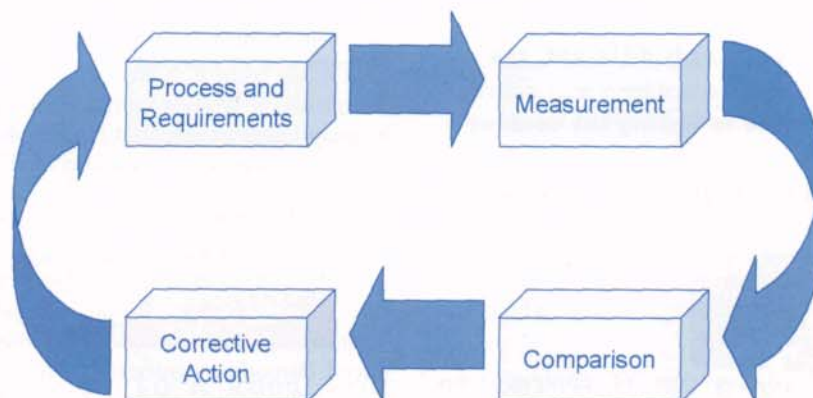 Process and
Requirements
Measurement
Corrective
Action
Comparison